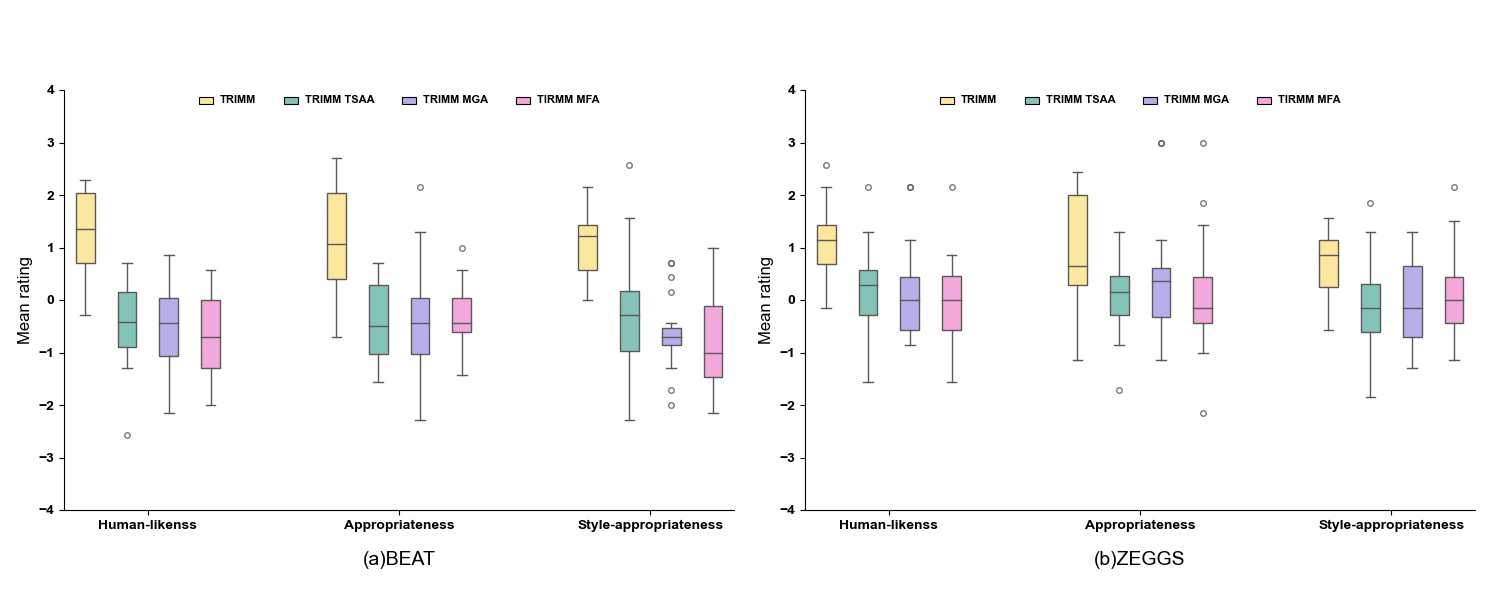 4
TRIMM TRIMM TSAA TRIMM MGA TIRMM MFA
3
2
1
0
−1
−2
−3
−4
Mean rating
Human-likenss Appropriateness Style-appropriateness
(a)BEAT
4
TRIMM TRIMM TSAA TRIMM MGA TIRMM MFA
3
2
1
0
−1
−2
−3
−4
Mean rating
Human-likenss Appropriateness Style-appropriateness
(b)ZEGGS